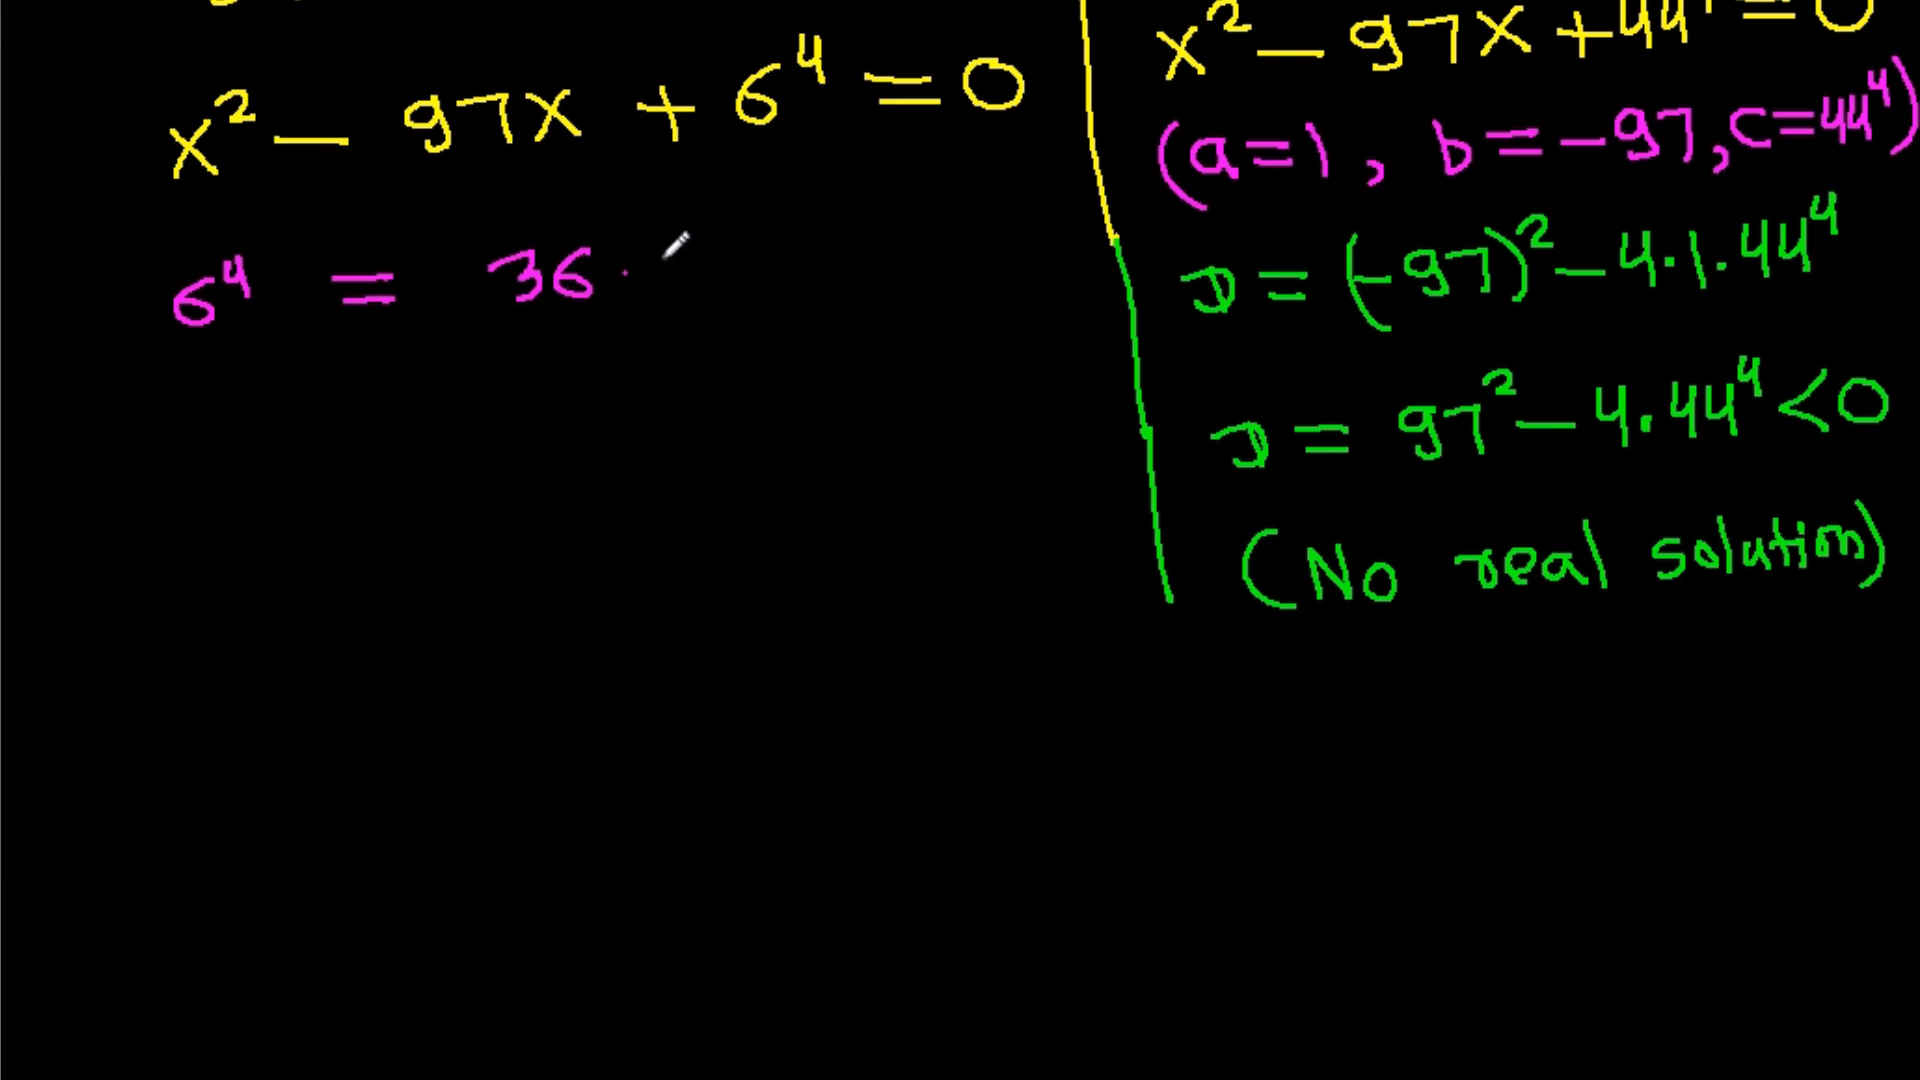 x² — 97x + 6⁴ = 0
6⁴ = 36 ·
x² — 97x + 44⁴ = 0
(a=1, b=-97, c=44⁴)
D = (-97)² - 4·1·44⁴
D = 97² - 4·44⁴ < 0
(No real solution)